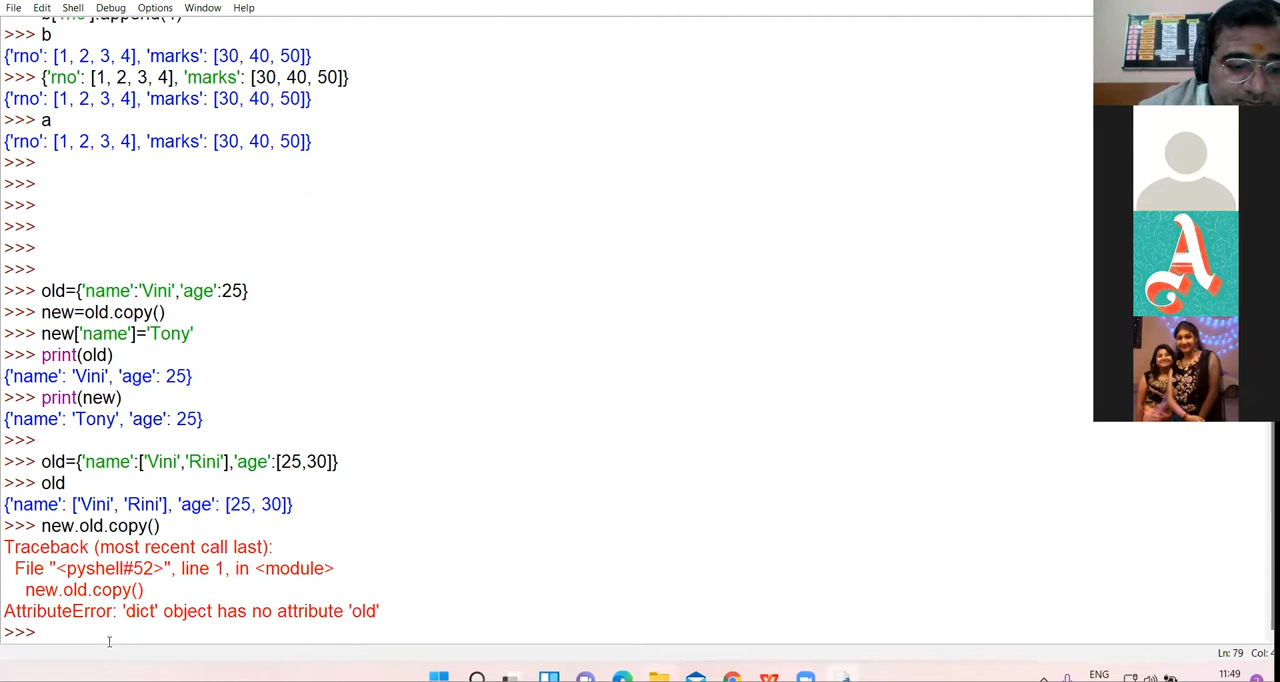 File Edit Shell Debug Options Window Help
>>> b
{'rno': [1, 2, 3, 4], 'marks': [30, 40, 50]}
>>> {'rno': [1, 2, 3, 4], 'marks': [30, 40, 50]}
{'rno': [1, 2, 3, 4], 'marks': [30, 40, 50]}
>>> a
{'rno': [1, 2, 3, 4], 'marks': [30, 40, 50]}
>>>
>>>
>>>
>>>
>>>
>>>
>>> old={'name':'Vini','age':25}
>>> new=old.copy()
>>> new['name']='Tony'
>>> print(old)
{'name': 'Vini', 'age': 25}
>>> print(new)
{'name': 'Tony', 'age': 25}
>>>
>>> old={'name':['Vini','Rini'],'age':[25,30]}
>>> old
{'name': ['Vini', 'Rini'], 'age': [25, 30]}
>>> new.old.copy()
Traceback (most recent call last):
File "<pyshell#52>", line 1, in <module>
new.old.copy()
AttributeError: 'dict' object has no attribute 'old'
>>>
Ln: 79 Col: 4
ENG 11:49
A